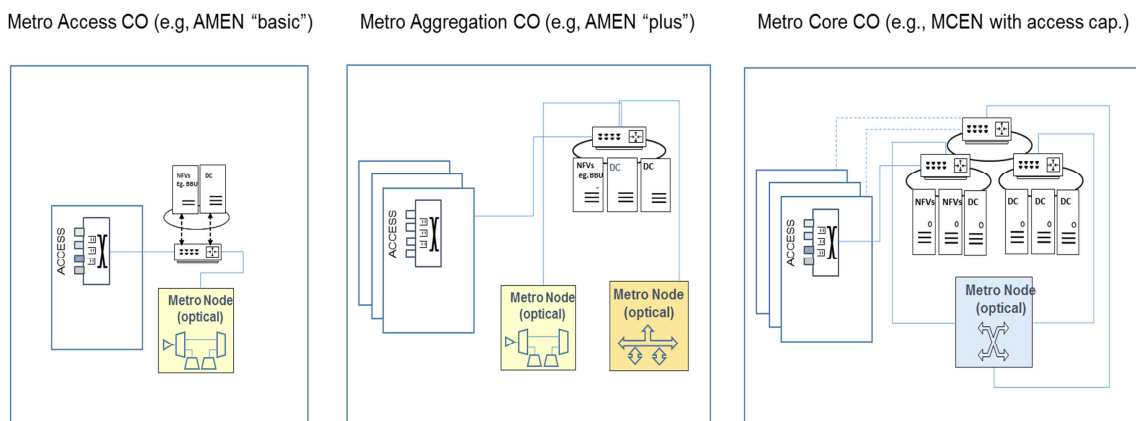 Metro Access CO (e.g, AMEN “basic”)
NFVs
Eg. BBU
DC
ACCESS
Metro Node
(optical)
Metro Aggregation CO (e.g, AMEN “plus”)
NFVs
eg. BBU
DC
DC
ACCESS
Metro Node
(optical)
Metro Node
(optical)
Metro Core CO (e.g., MCEN with access cap.)
NFVs
NFVs
DC
DC
DC
DC
ACCESS
Metro Node
(optical)